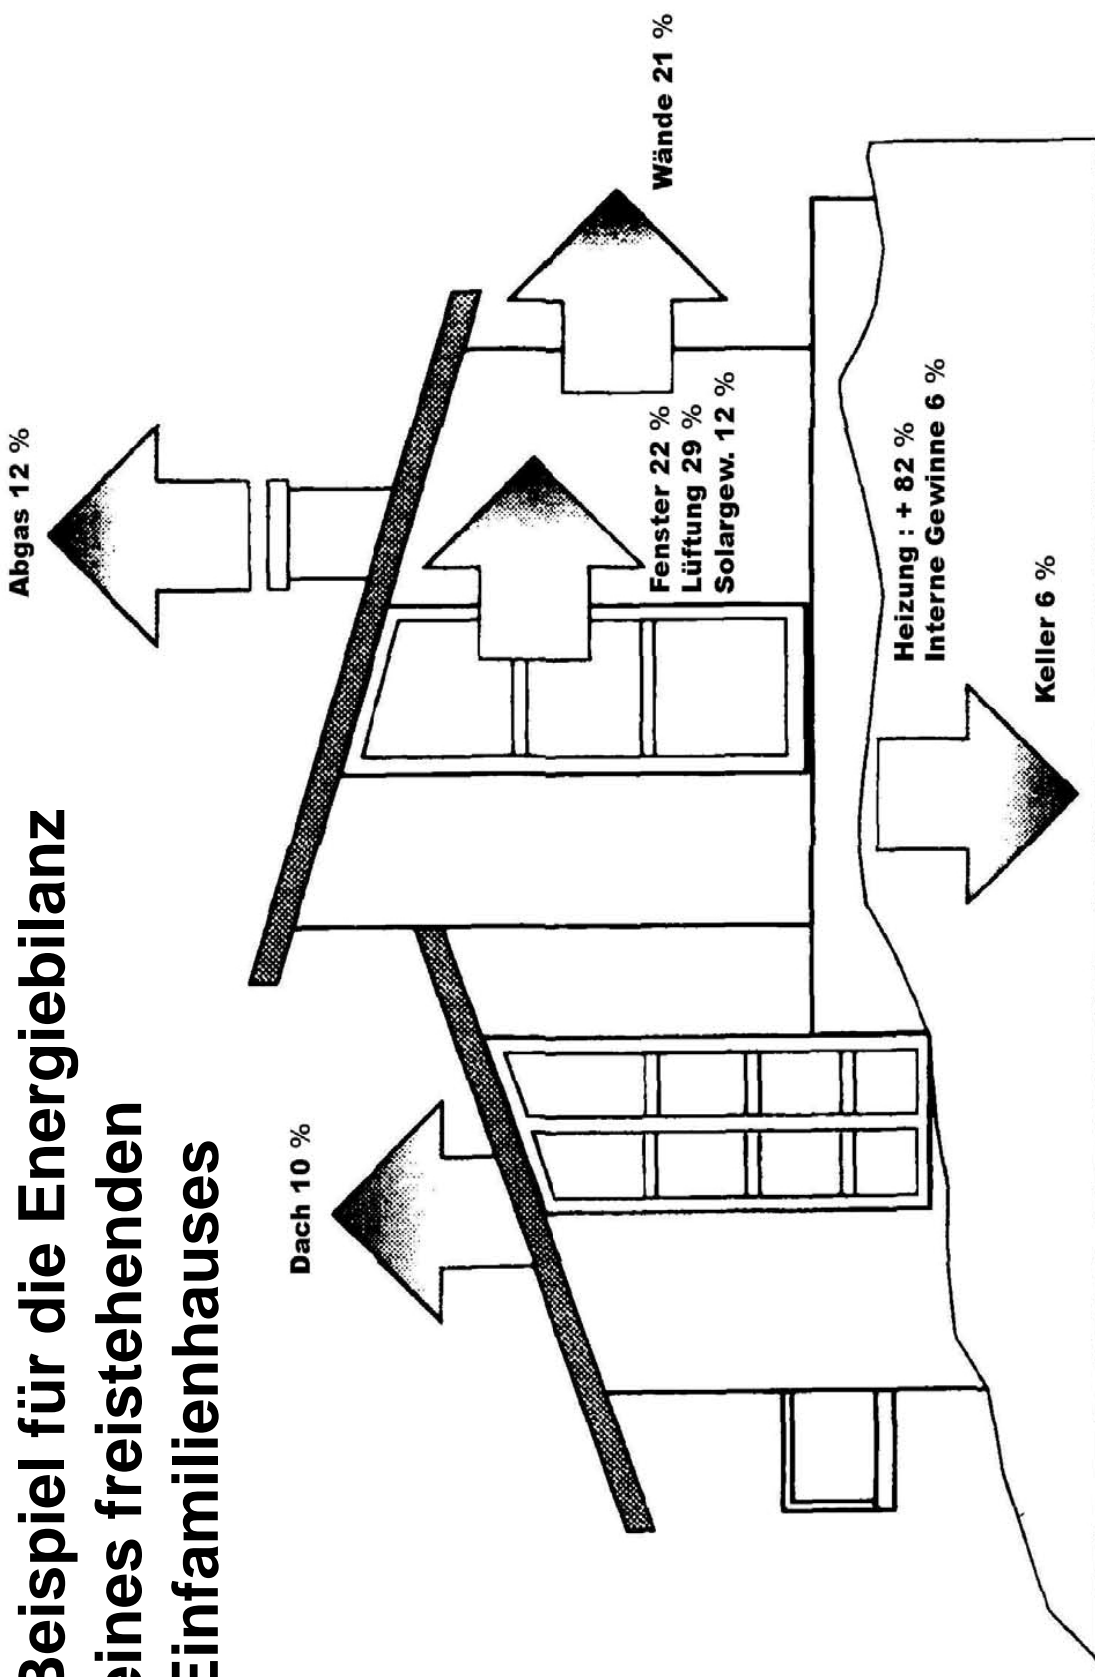 Beispiel für die Energiebilanz
eines freistehenden
Einfamilienhauses
Abgas 12 %
Dach 10 %
Wände 21 %
Fenster 22 %
Lüftung 29 %
Solargew. 12 %
Heizung : + 82 %
Interne Gewinne 6 %
Keller 6 %